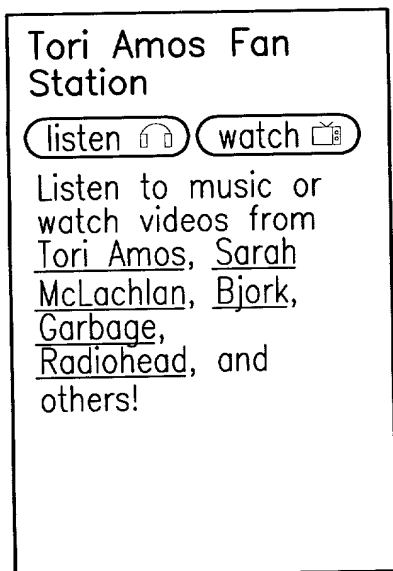 Tori Amos Fan
Station
listen watch
Listen to music or
watch videos from
Tori Amos, Sarah
McLachlan, Bjork,
Garbage,
Radiohead, and
others!